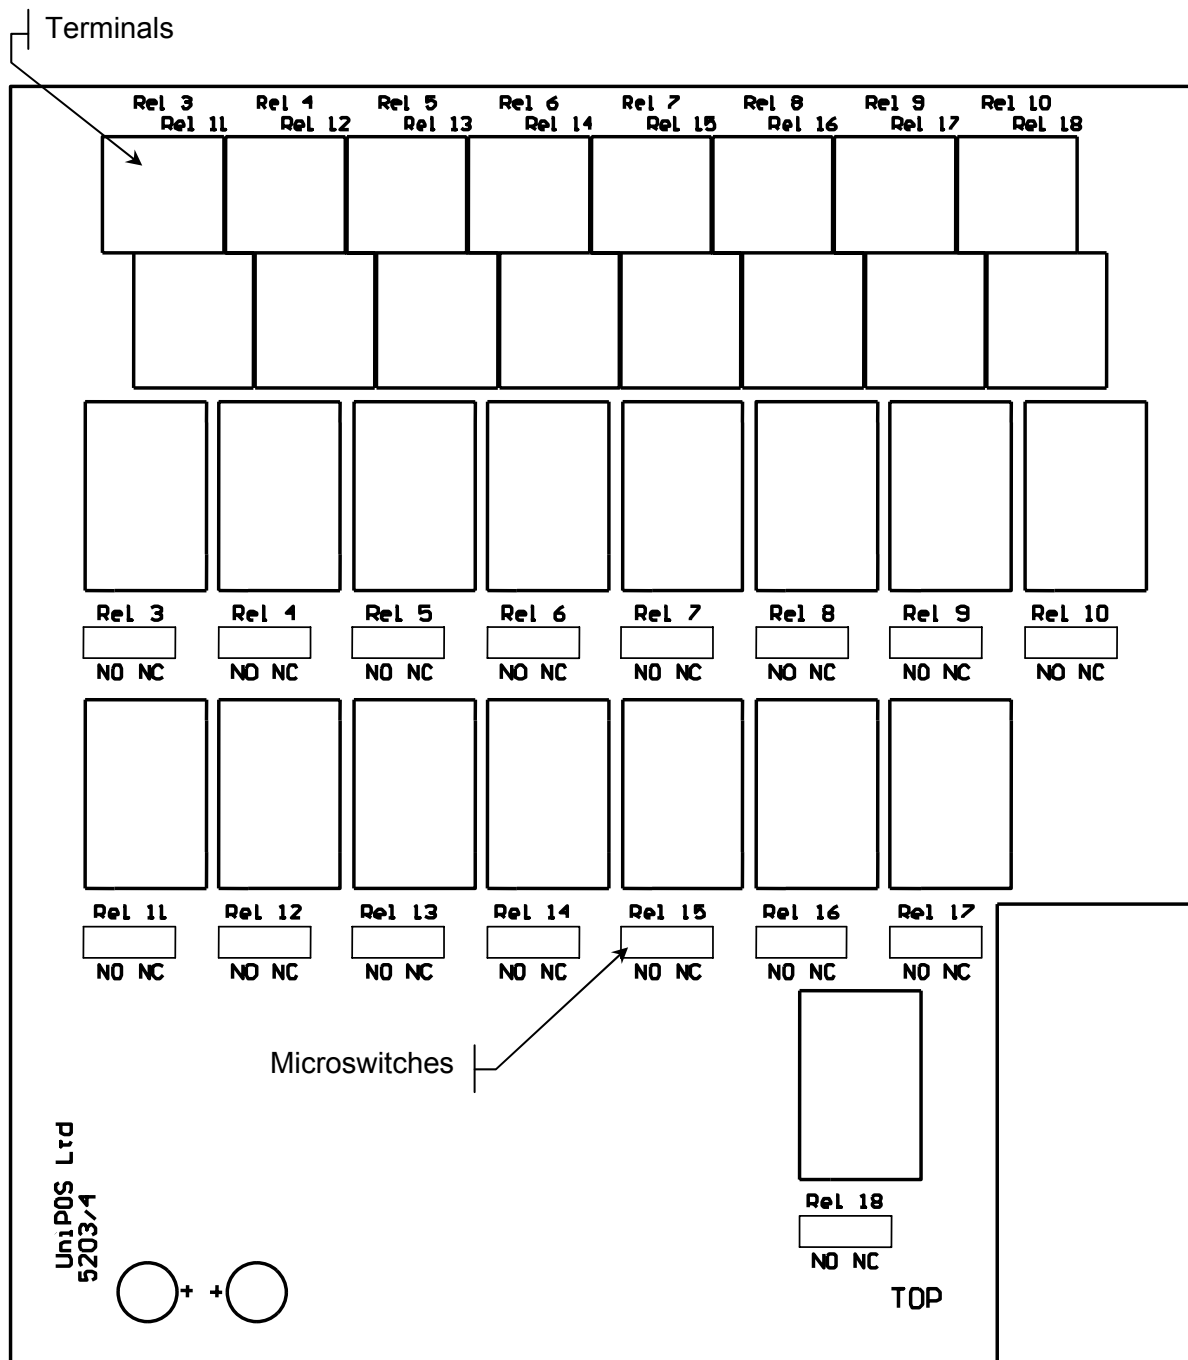 Terminals
Rel 3 Rel 4 Rel 5 Rel 6 Rel 7 Rel 8 Rel 9 Rel 10
Rel 11 Rel 12 Rel 13 Rel 14 Rel 15 Rel 16 Rel 17 Rel 18
Rel 3 Rel 4 Rel 5 Rel 6 Rel 7 Rel 8 Rel 9 Rel 10
NO NC NO NC NO NC NO NC NO NC NO NC NO NC NO NC
Rel 11 Rel 12 Rel 13 Rel 14 Rel 15 Rel 16 Rel 17
NO NC NO NC NO NC NO NC NO NC NO NC NO NC
Microswitches
Rel 18
NO NC
UniPOS Ltd
5203/4
+ +
TOP